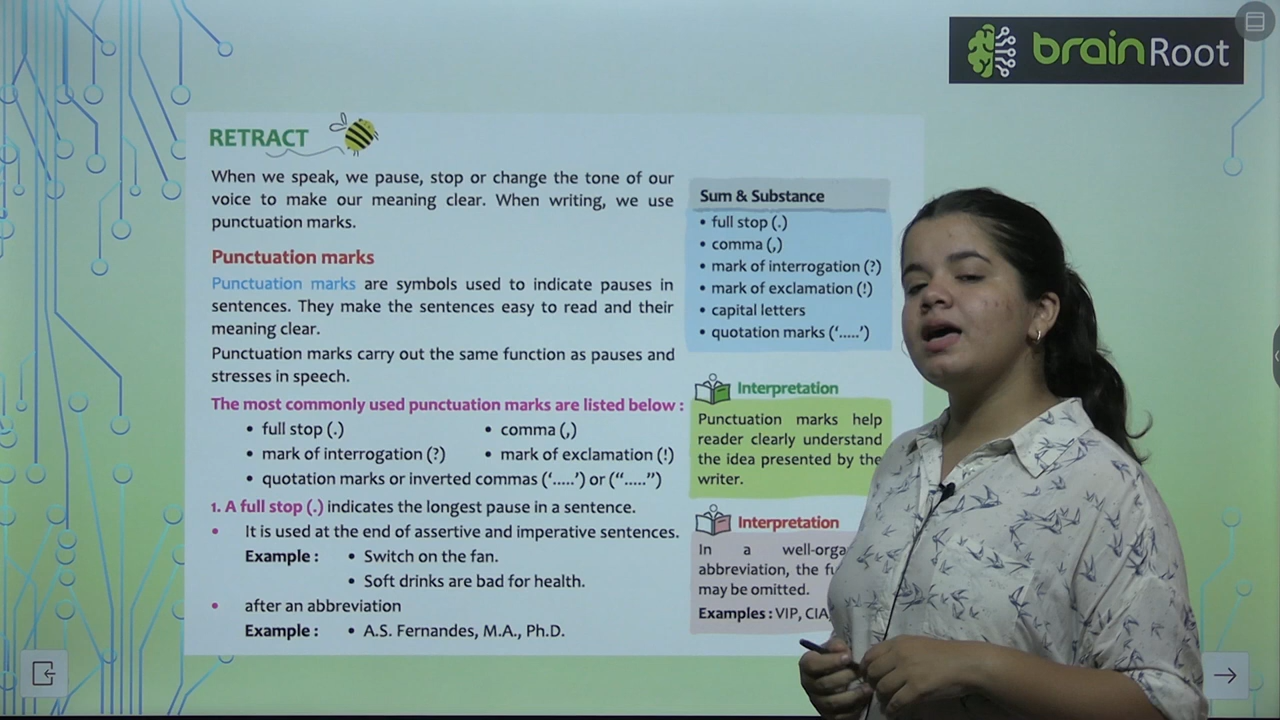 brainRoot
RETRACT
When we speak, we pause, stop or change the tone of our
voice to make our meaning clear. When writing, we use
punctuation marks.
Punctuation marks
Punctuation marks are symbols used to indicate pauses in
sentences. They make the sentences easy to read and their
meaning clear.
Punctuation marks carry out the same function as pauses and
stresses in speech.
The most commonly used punctuation marks are listed below :
• full stop (.) • comma (,)
• mark of interrogation (?) • mark of exclamation (!)
• quotation marks or inverted commas (‘.....’) or (“.....”)
1. A full stop (.) indicates the longest pause in a sentence.
• It is used at the end of assertive and imperative sentences.
Example : • Switch on the fan.
• Soft drinks are bad for health.
• after an abbreviation
Example : • A.S. Fernandes, M.A., Ph.D.
Sum & Substance
• full stop (.)
• comma (,)
• mark of interrogation (?)
• mark of exclamation (!)
• capital letters
• quotation marks (‘.....’)
Interpretation
Punctuation marks help
reader clearly understand
the idea presented by the
writer.
Interpretation
In a well-orga
abbreviation, the fu
may be omitted.
Examples : VIP, CIA,